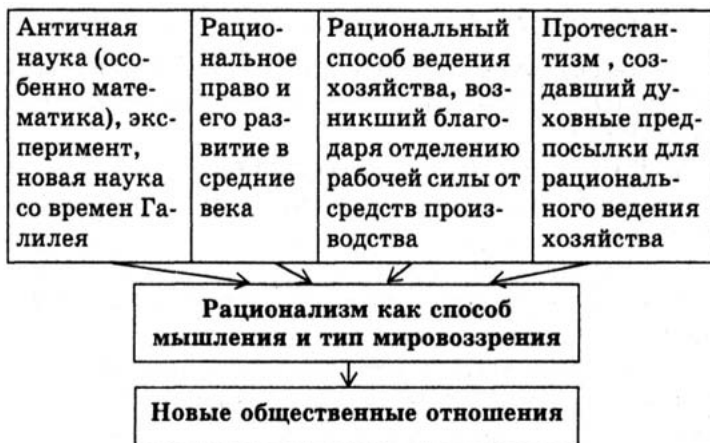 Античная
наука (осо-
бенно мате-
матика), экс-
перимент,
новая наука
со времен Га-
лилея
Рацио-
нальное
право и
его раз-
витие в
средние
века
Рациональный
способ ведения
хозяйства, воз-
никший благо-
даря отделению
рабочей силы от
средств произ-
водства
Протестан-
тизм , соз-
давший ду-
ховные пред-
посылки для
рациональ-
ного ведения
хозяйства
Рационализм как способ
мышления и тип мировоззрения
Новые общественные отношения